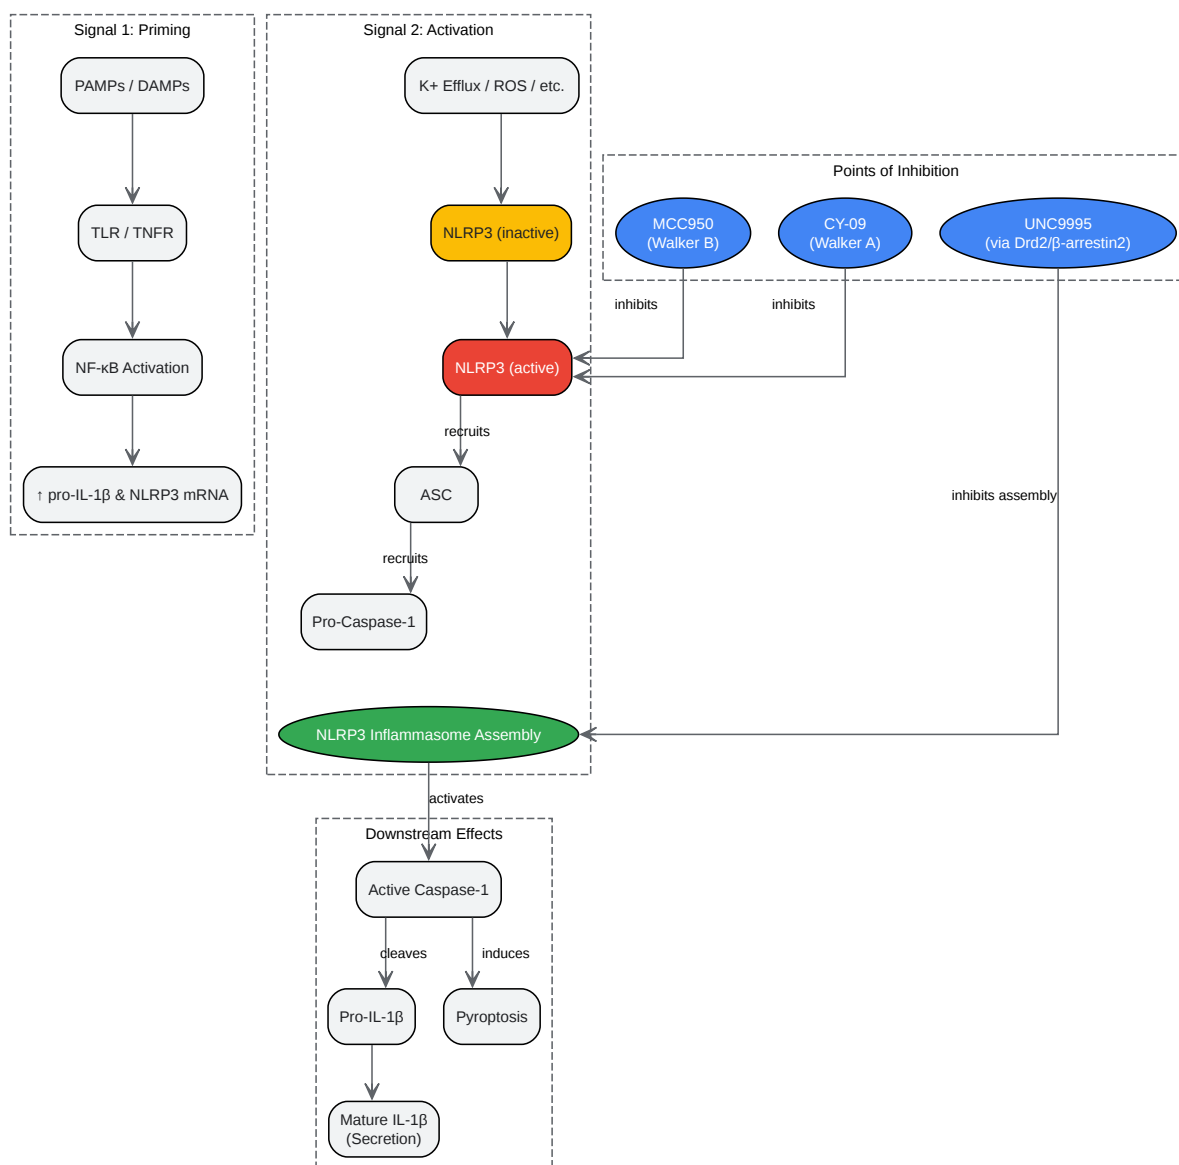 Signal 1: Priming
PAMPs / DAMPs
TLR / TNFR
NF-κB Activation
↑ pro-IL-1β & NLRP3 mRNA
Signal 2: Activation
K+ Efflux / ROS / etc.
NLRP3 (inactive)
NLRP3 (active)
recruits
ASC
recruits
Pro-Caspase-1
NLRP3 Inflammasome Assembly
Points of Inhibition
MCC950
(Walker B)
CY-09
(Walker A)
UNC9995
(via Drd2/β-arrestin2)
inhibits
inhibits
inhibits assembly
activates
Downstream Effects
Active Caspase-1
cleaves
induces
Pro-IL-1β
Pyroptosis
Mature IL-1β
(Secretion)